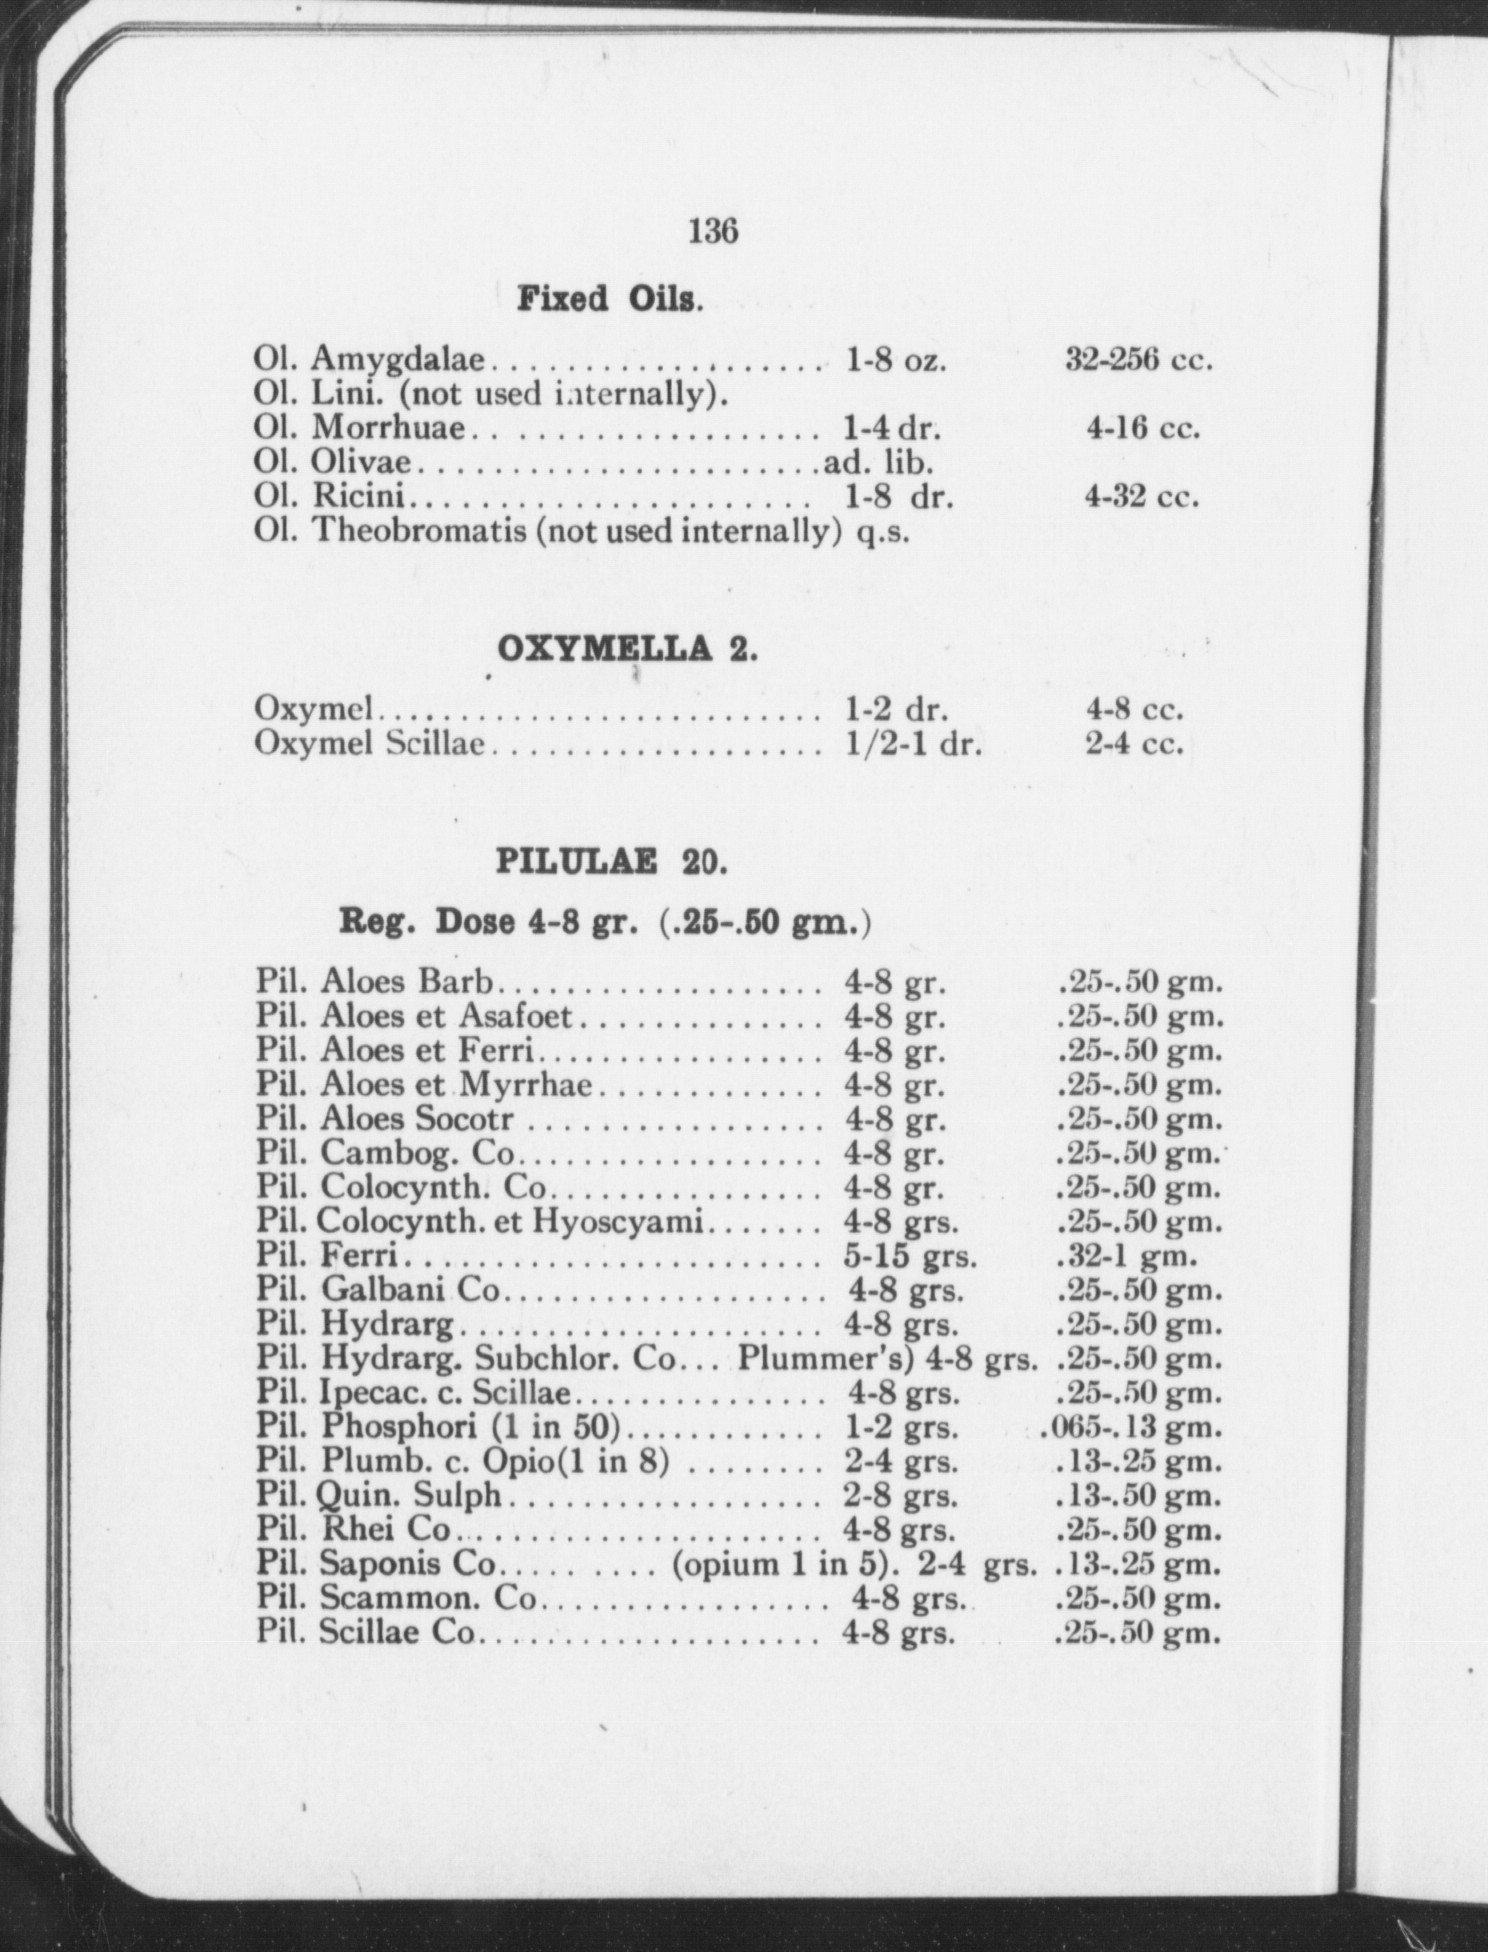 136
Fixed Oils.
Ol. Amygdalae................... 1-8 oz. 32-256 cc.
Ol. Lini. (not used internally).
Ol. Morrhuae................... 1-4 dr. 4-16 cc.
Ol. Olivae.......................ad. lib.
Ol. Ricini....................... 1-8 dr. 4-32 cc.
Ol. Theobromatis (not used internally) q.s.
OXYMELLA 2.
Oxymel.......................... 1-2 dr. 4-8 cc.
Oxymel Scillae................... 1/2-1 dr. 2-4 cc.
PILULAE 20.
Reg. Dose 4-8 gr. (.25-.50 gm.)
Pil. Aloes Barb................... 4-8 gr. .25-.50 gm.
Pil. Aloes et Asafoet.............. 4-8 gr. .25-.50 gm.
Pil. Aloes et Ferri................ 4-8 gr. .25-.50 gm.
Pil. Aloes et Myrrhae............. 4-8 gr. .25-.50 gm.
Pil. Aloes Socotr ................. 4-8 gr. .25-.50 gm.
Pil. Cambog. Co.................. 4-8 gr. .25-.50 gm.
Pil. Colocynth. Co................ 4-8 gr. .25-.50 gm.
Pil. Colocynth. et Hyoscyami....... 4-8 grs. .25-.50 gm.
Pil. Ferri........................ 5-15 grs. .32-1 gm.
Pil. Galbani Co................... 4-8 grs. .25-.50 gm.
Pil. Hydrarg..................... 4-8 grs. .25-.50 gm.
Pil. Hydrarg. Subchlor. Co... Plummer's) 4-8 grs. .25-.50 gm.
Pil. Ipecac. c. Scillae............... 4-8 grs. .25-.50 gm.
Pil. Phosphori (1 in 50)............ 1-2 grs. .065-.13 gm.
Pil. Plumb. c. Opio(1 in 8) ........ 2-4 grs. .13-.25 gm.
Pil. Quin. Sulph.................. 2-8 grs. .13-.50 gm.
Pil. Rhei Co..................... 4-8 grs. .25-.50 gm.
Pil. Saponis Co......... (opium 1 in 5). 2-4 grs. .13-.25 gm.
Pil. Scammon. Co................. 4-8 grs. .25-.50 gm.
Pil. Scillae Co.................... 4-8 grs. .25-.50 gm.